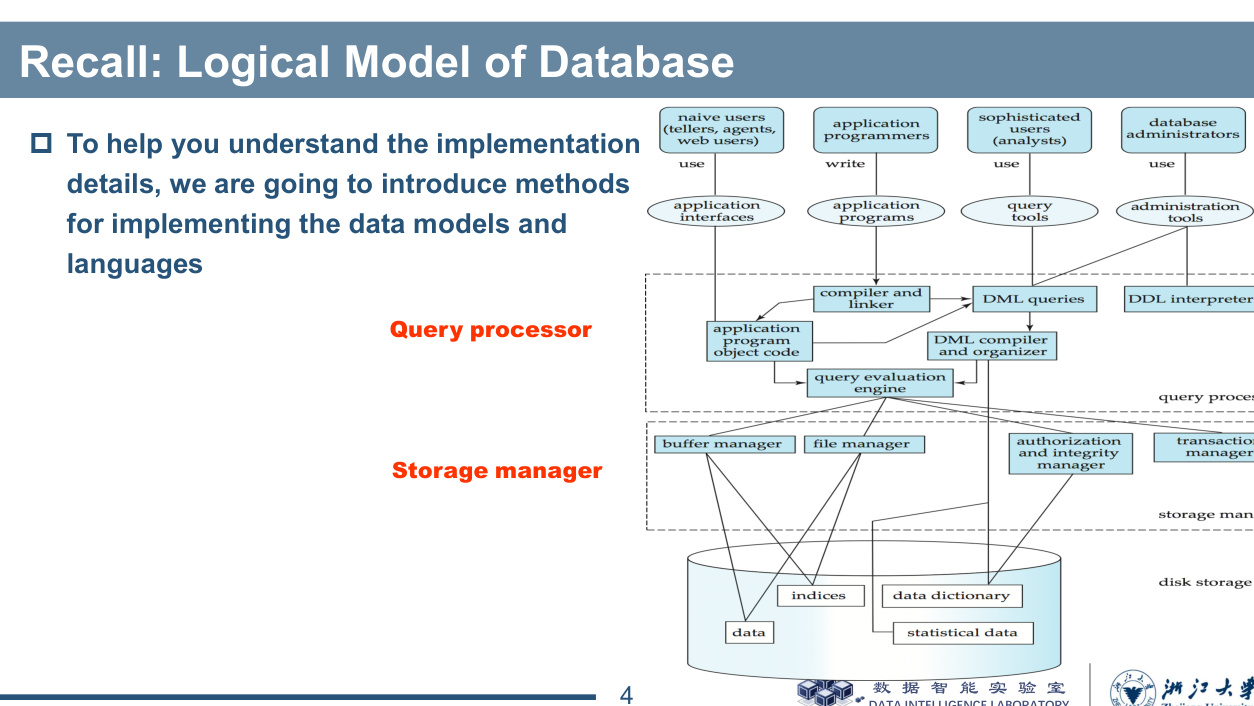 Recall: Logical Model of Database
To help you understand the implementation
details, we are going to introduce methods
for implementing the data models and
languages
Query processor
Storage manager
naive users
(tellers, agents,
web users)
application
programmers
sophisticated
users
(analysts)
database
administrators
use
write
use
use
application
interfaces
application
programs
query
tools
administration
tools
compiler and
linker
DML queries
DDL interpreter
application
program
object code
DML compiler
and organizer
query evaluation
engine
query proces
buffer manager
file manager
authorization
and integrity
manager
transaction
manager
storage man
disk storage
indices
data dictionary
data
statistical data
4
数据智能实验室
DATA INTELLIGENCE LABORATORY
浙江大学